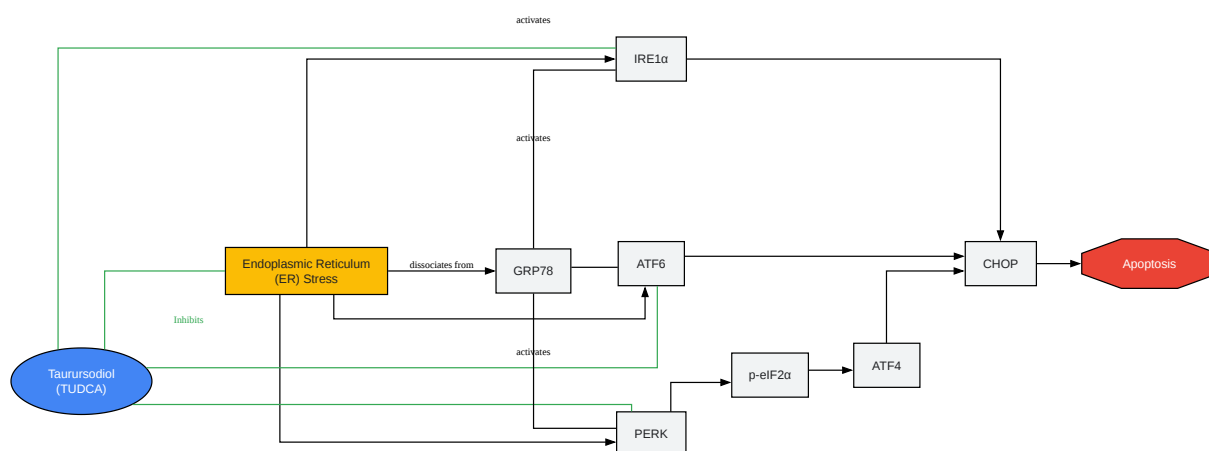 activates
IRE1α
activates
Endoplasmic Reticulum
(ER) Stress
dissociates from
GRP78
ATF6
CHOP
Apoptosis
Inhibits
activates
Taurursodiol
(TUDCA)
p-eIF2α
ATF4
PERK